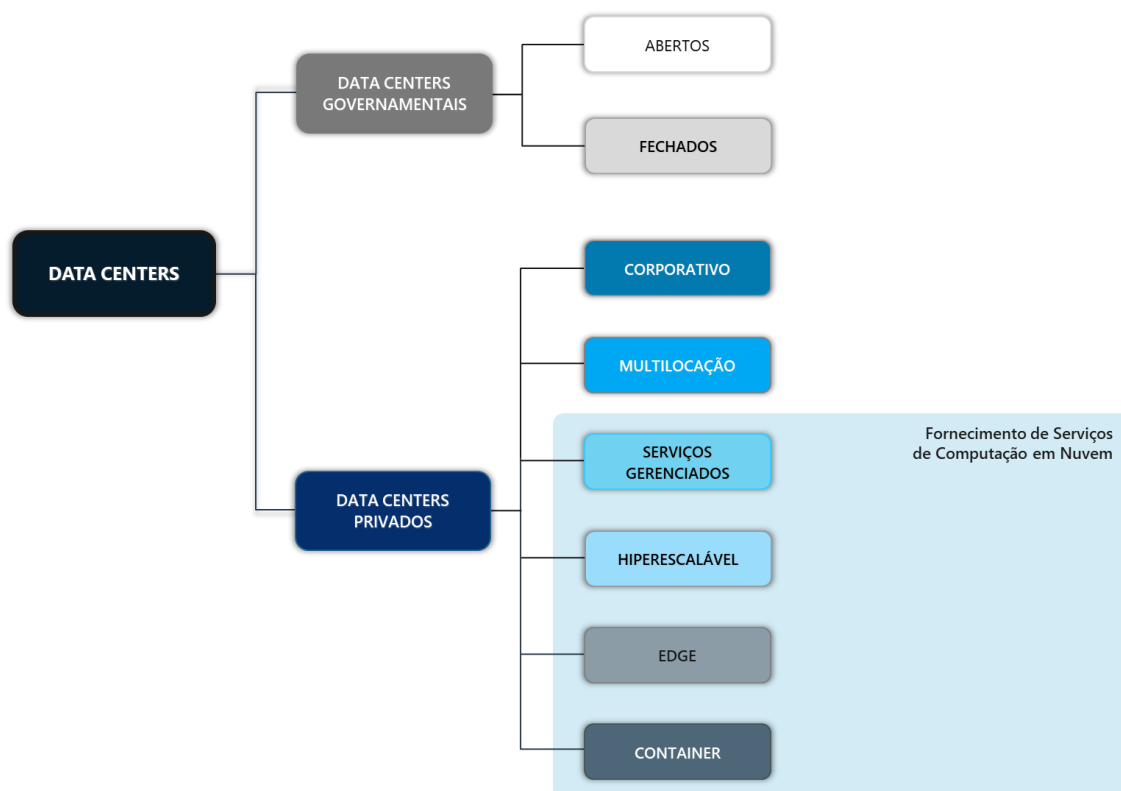 ABERTOS
DATA CENTERS
GOVERNAMENTAIS
FECHADOS
DATA CENTERS
CORPORATIVO
MULTILOCAÇÃO
Fornecimento de Serviços
de Computação em Nuvem
SERVIÇOS
GERENCIADOS
DATA CENTERS
PRIVADOS
HIPERESCALÁVEL
EDGE
CONTAINER